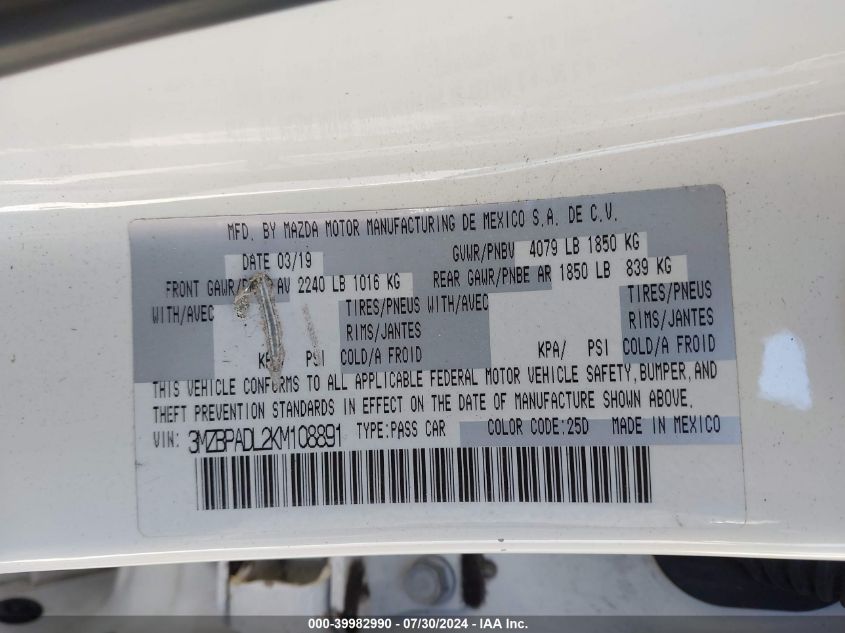 MFD. BY MAZDA MOTOR MANUFACTURING DE MEXICO S.A. DE C.V.
DATE 03/19 GVWR/PNBV 4079 LB 1850 KG
FRONT GAWR/ AV 2240 LB 1016 KG REAR GAWR/PNBE AR 1850 LB 839 KG
WITH/AVEC TIRES/PNEUS WITH/AVEC TIRES/PNEUS
RIMS/JANTES RIMS/JANTES
KPA/ PSI COLD/A FROID KPA/ PSI COLD/A FROID
THIS VEHICLE CONFORMS TO ALL APPLICABLE FEDERAL MOTOR VEHICLE SAFETY, BUMPER, AND
THEFT PREVENTION STANDARDS IN EFFECT ON THE DATE OF MANUFACTURE SHOWN ABOVE.
VIN: 3MZBPADL2KM108891 TYPE:PASS CAR COLOR CODE:25D MADE IN MEXICO
000-39982990 / 07/30/2024 - IAA Inc.